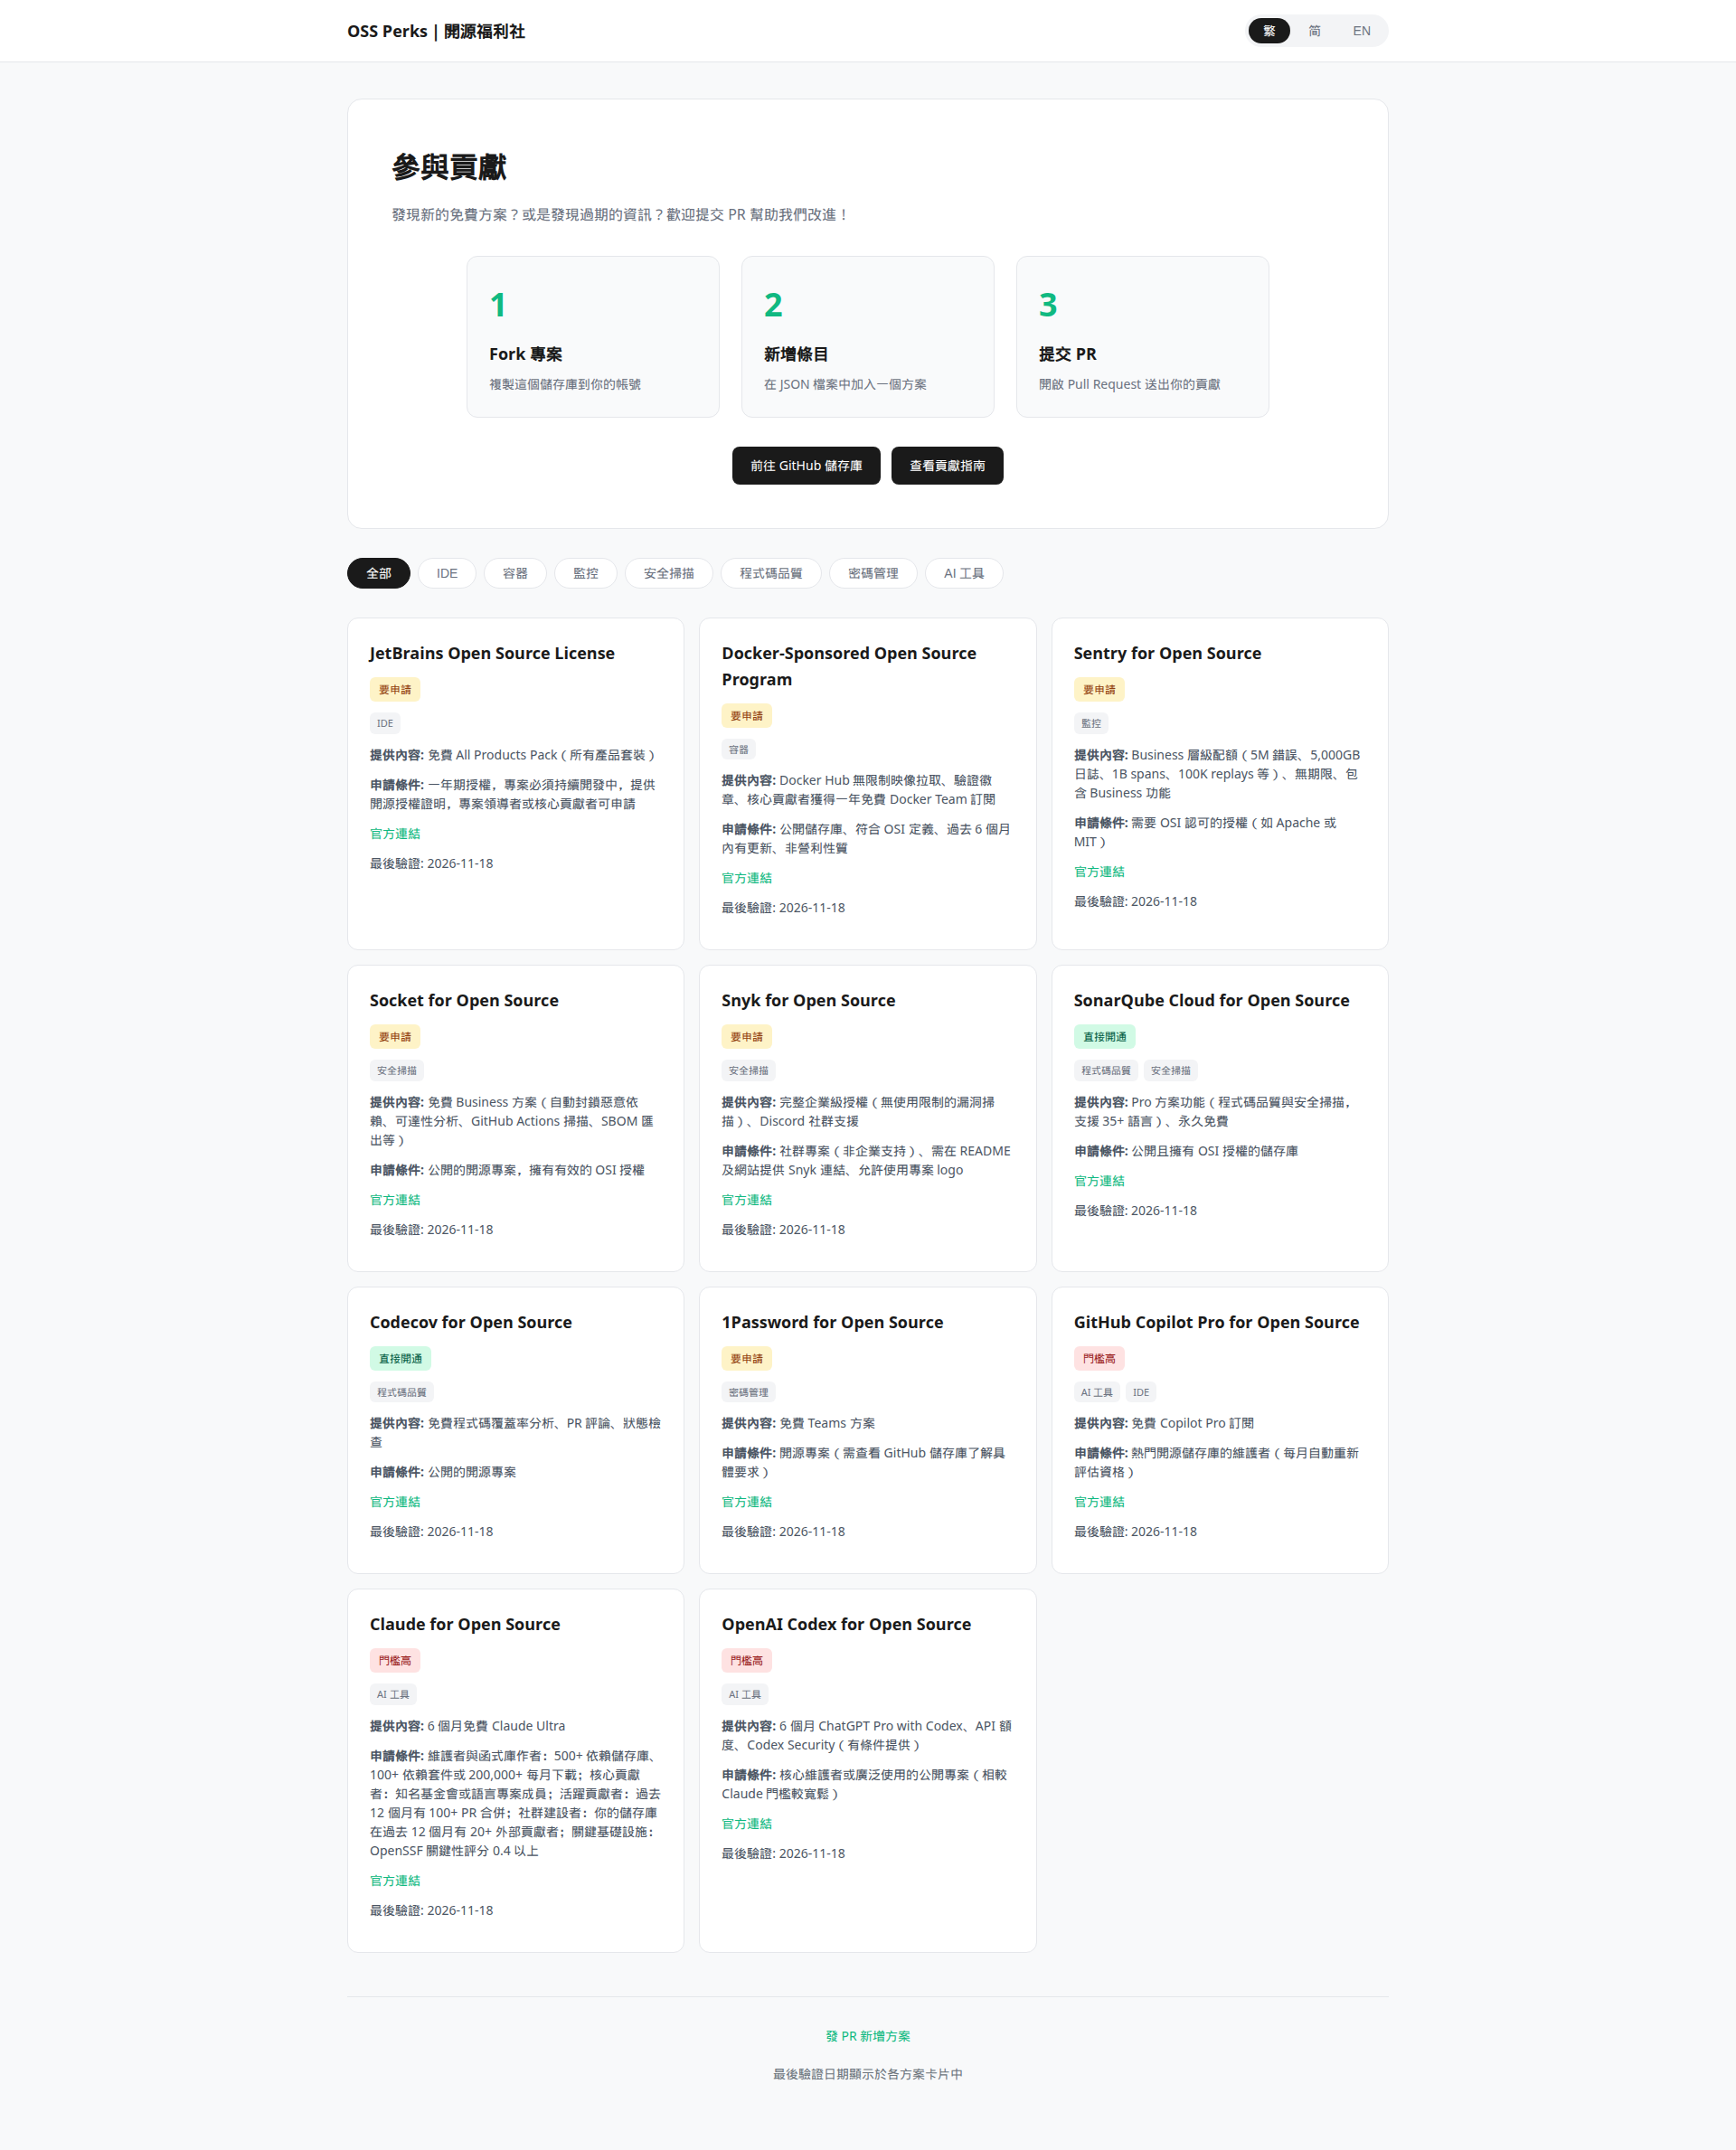 OSS Perks | 開源福利社
繁
简
EN
參與貢獻
發現新的免費方案？或是發現過期的資訊？歡迎提交 PR 幫助我們改進！
1
Fork 專案
複製這個儲存庫到你的帳號
2
新增條目
在 JSON 檔案中加入一個方案
3
提交 PR
開啟 Pull Request 送出你的貢獻
前往 GitHub 儲存庫
查看貢獻指南
全部
IDE
容器
監控
安全掃描
程式碼品質
密碼管理
AI 工具
JetBrains Open Source License
要申請
IDE
提供內容: 免費 All Products Pack（所有產品套裝）
申請條件: 一年期授權，專案必須持續開發中，提供
開源授權證明，專案領導者或核心貢獻者可申請
官方連結
最後驗證: 2026-11-18
Docker-Sponsored Open Source
Program
要申請
容器
提供內容: Docker Hub 無限制映像拉取、驗證徽
章、核心貢獻者獲得一年免費 Docker Team 訂閱
申請條件: 公開儲存庫、符合 OSI 定義、過去 6 個月
內有更新、非營利性質
官方連結
最後驗證: 2026-11-18
Sentry for Open Source
要申請
監控
提供內容: Business 層級配額（5M 錯誤、5,000GB
日誌、1B spans、100K replays 等）、無期限、包
含 Business 功能
申請條件: 需要 OSI 認可的授權（如 Apache 或
MIT）
官方連結
最後驗證: 2026-11-18
Socket for Open Source
要申請
安全掃描
提供內容: 免費 Business 方案（自動封鎖惡意依
賴、可達性分析、GitHub Actions 掃描、SBOM 匯
出等）
申請條件: 公開的開源專案，擁有有效的 OSI 授權
官方連結
最後驗證: 2026-11-18
Snyk for Open Source
要申請
安全掃描
提供內容: 完整企業級授權（無使用限制的漏洞掃
描）、Discord 社群支援
申請條件: 社群專案（非企業支持）、需在 README
及網站提供 Snyk 連結、允許使用專案 logo
官方連結
最後驗證: 2026-11-18
SonarQube Cloud for Open Source
直接開通
程式碼品質
安全掃描
提供內容: Pro 方案功能（程式碼品質與安全掃描，
支援 35+ 語言）、永久免費
申請條件: 公開且擁有 OSI 授權的儲存庫
官方連結
最後驗證: 2026-11-18
Codecov for Open Source
直接開通
程式碼品質
提供內容: 免費程式碼覆蓋率分析、PR 評論、狀態檢
查
申請條件: 公開的開源專案
官方連結
最後驗證: 2026-11-18
1Password for Open Source
要申請
密碼管理
提供內容: 免費 Teams 方案
申請條件: 開源專案（需查看 GitHub 儲存庫了解具
體要求）
官方連結
最後驗證: 2026-11-18
GitHub Copilot Pro for Open Source
門檻高
AI 工具
IDE
提供內容: 免費 Copilot Pro 訂閱
申請條件: 熱門開源儲存庫的維護者（每月自動重新
評估資格）
官方連結
最後驗證: 2026-11-18
Claude for Open Source
門檻高
AI 工具
提供內容: 6 個月免費 Claude Ultra
申請條件: 維護者與函式庫作者：500+ 依賴儲存庫、
100+ 依賴套件或 200,000+ 每月下載；核心貢獻
者：知名基金會或語言專案成員；活躍貢獻者：過去
12 個月有 100+ PR 合併；社群建設者：你的儲存庫
在過去 12 個月有 20+ 外部貢獻者；關鍵基礎設施：
OpenSSF 關鍵性評分 0.4 以上
官方連結
最後驗證: 2026-11-18
OpenAI Codex for Open Source
門檻高
AI 工具
提供內容: 6 個月 ChatGPT Pro with Codex、API 額
度、Codex Security（有條件提供）
申請條件: 核心維護者或廣泛使用的公開專案（相較
Claude 門檻較寬鬆）
官方連結
最後驗證: 2026-11-18
發 PR 新增方案
最後驗證日期顯示於各方案卡片中